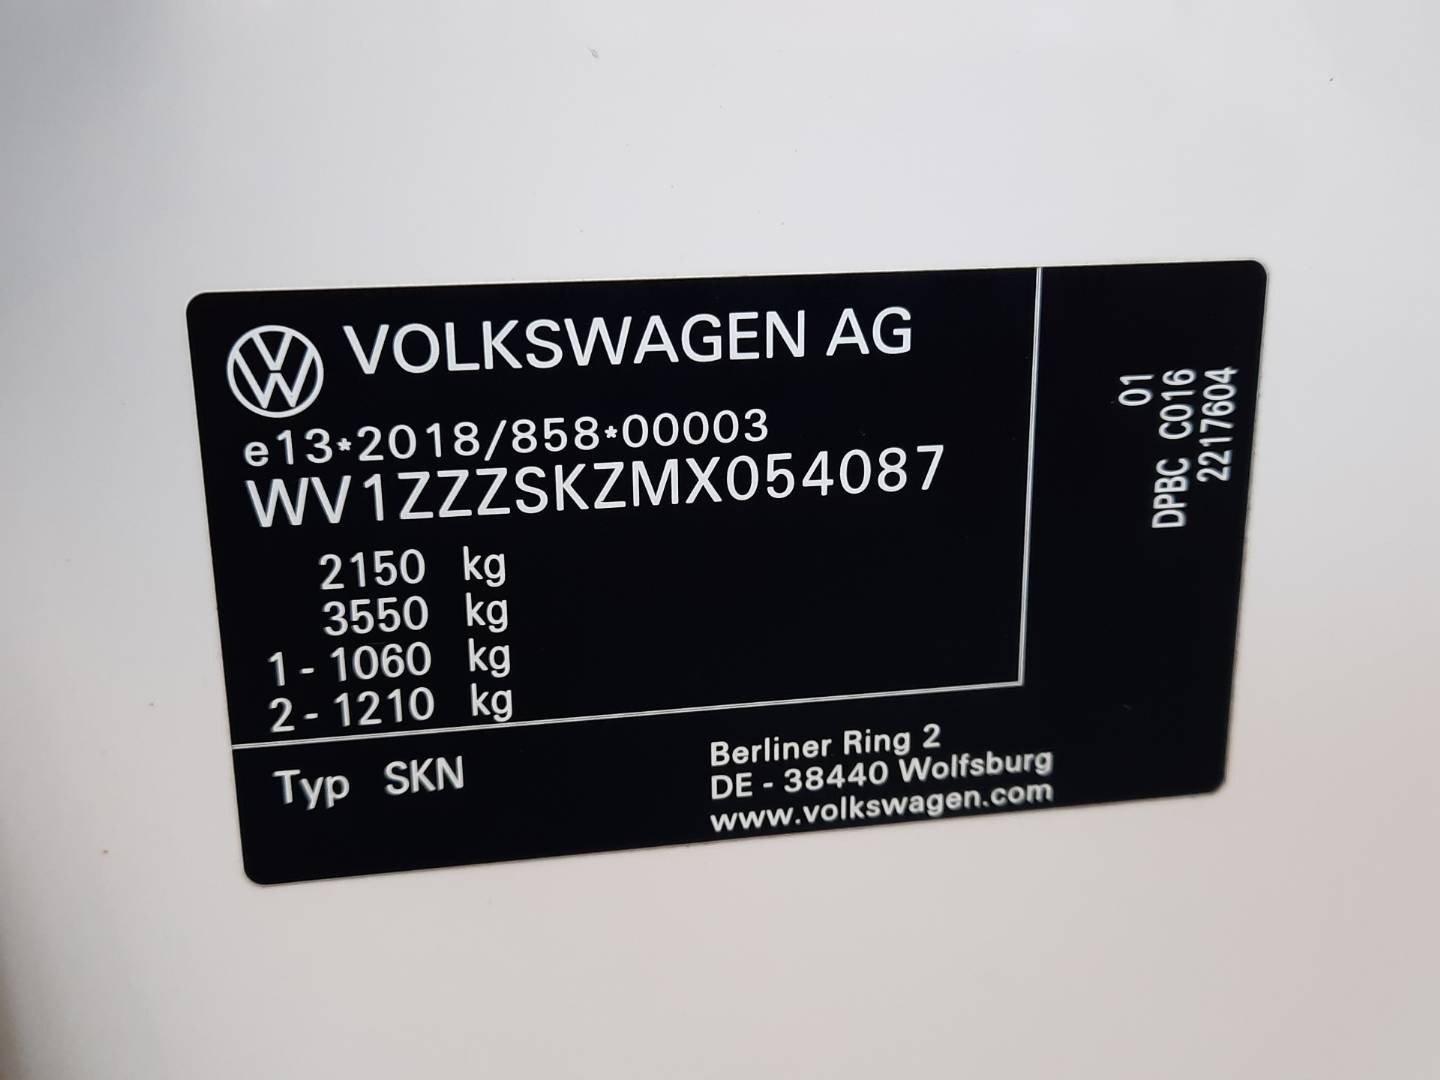 VOLKSWAGEN AG
e13*2018/858*00003
WV1ZZZSKZMX054087
2150 kg
3550 kg
1 - 1060 kg
2 - 1210 kg
Typ SKN
Berliner Ring 2
DE - 38440 Wolfsburg
www.volkswagen.com
01
DPBC C016
2217604